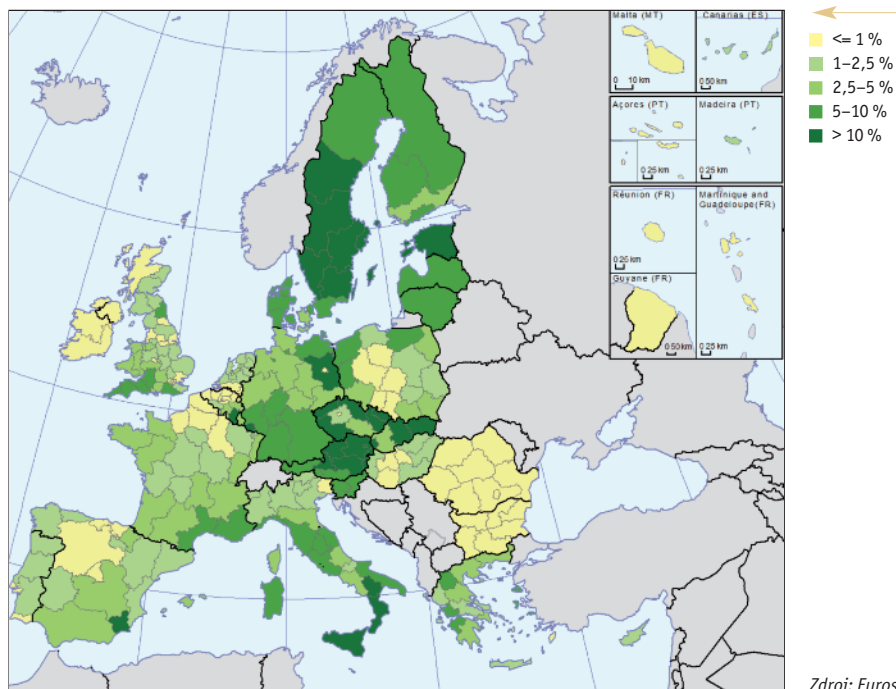 Malta (MT)
0 10 km
Canarias (ES)
0 50 km
Açores (PT)
0 25 km
Madeira (PT)
0 25 km
Réunion (FR)
0 25 km
Martinique and
Guadeloupe(FR)
0 25 km
Guyane (FR)
0 50 km
<= 1 %
1–2,5 %
2,5–5 %
5–10 %
> 10 %
Zdroj: Euros